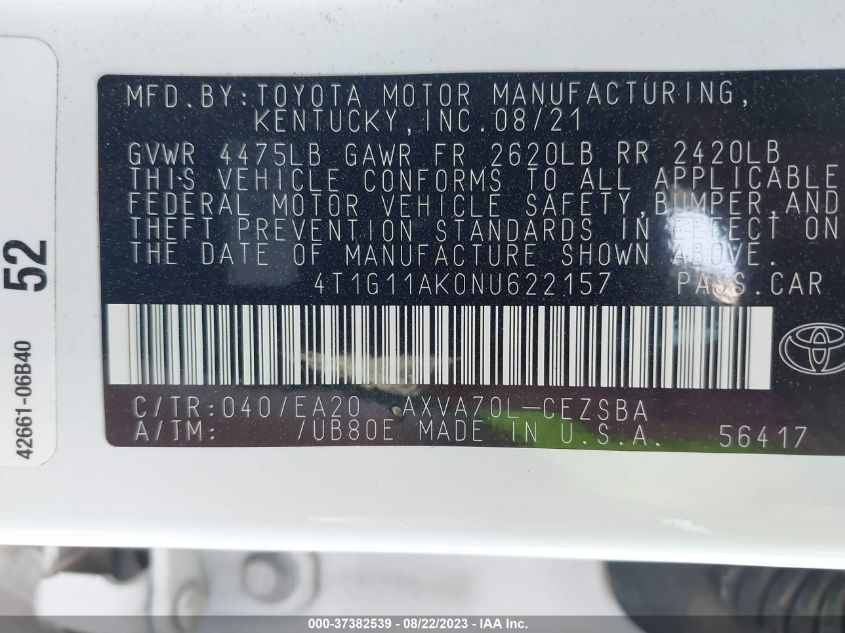 MFD.BY:TOYOTA MOTOR MANUFACTURING,
KENTUCKY,INC.08/21
GVWR 4475LB GAWR FR 2620LB RR 2420LB
THIS VEHICLE CONFORMS TO ALL APPLICABLE
FEDERAL MOTOR VEHICLE SAFETY,BUMPER,AND
THEFT PREVENTION STANDARDS IN EFFECT ON
THE DATE OF MANUFACTURE SHOWN ABOVE.
4T1G11AK0NU622157 PASS.CAR
C/TR:040/EA20 AXVA70L-CEZSBA
A/TM: /UB80E MADE IN U.S.A. 56417
52
42661-06B40
000-37382539 - 08/22/2023 - IAA Inc.